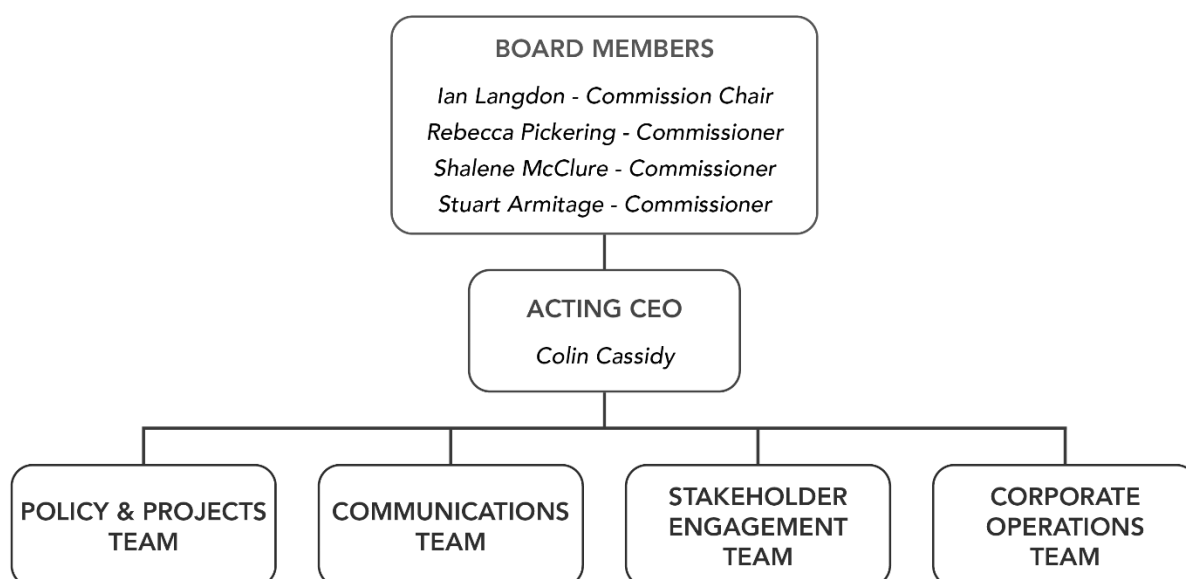 BOARD MEMBERS
Ian Langdon - Commission Chair
Rebecca Pickering - Commissioner
Shalene McClure - Commissioner
Stuart Armitage - Commissioner
ACTING CEO
Colin Cassidy
POLICY & PROJECTS
TEAM
COMMUNICATIONS
TEAM
STAKEHOLDER
ENGAGEMENT
TEAM
CORPORATE
OPERATIONS
TEAM